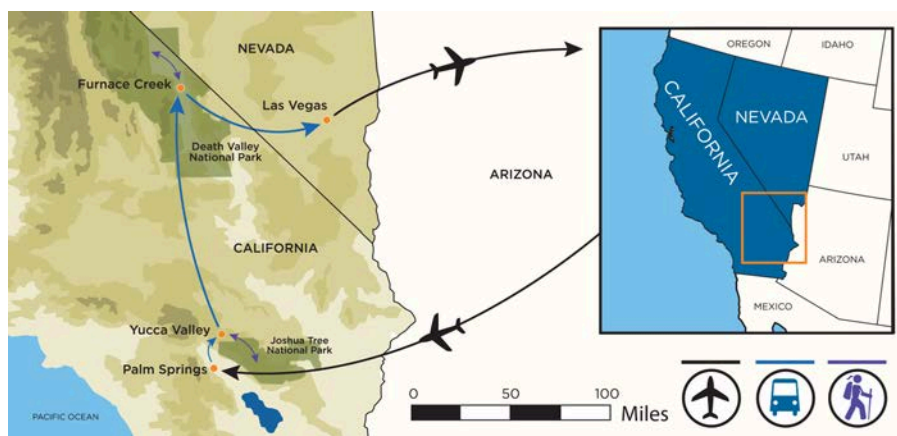 NEVADA
Furnace Creek
Las Vegas
Death Valley
National Park
ARIZONA
CALIFORNIA
Yucca Valley
Joshua Tree
National Park
Palm Springs
PACIFIC OCEAN
0 50 100
Miles
OREGON
IDAHO
CALIFORNIA
NEVADA
UTAH
ARIZONA
MEXICO